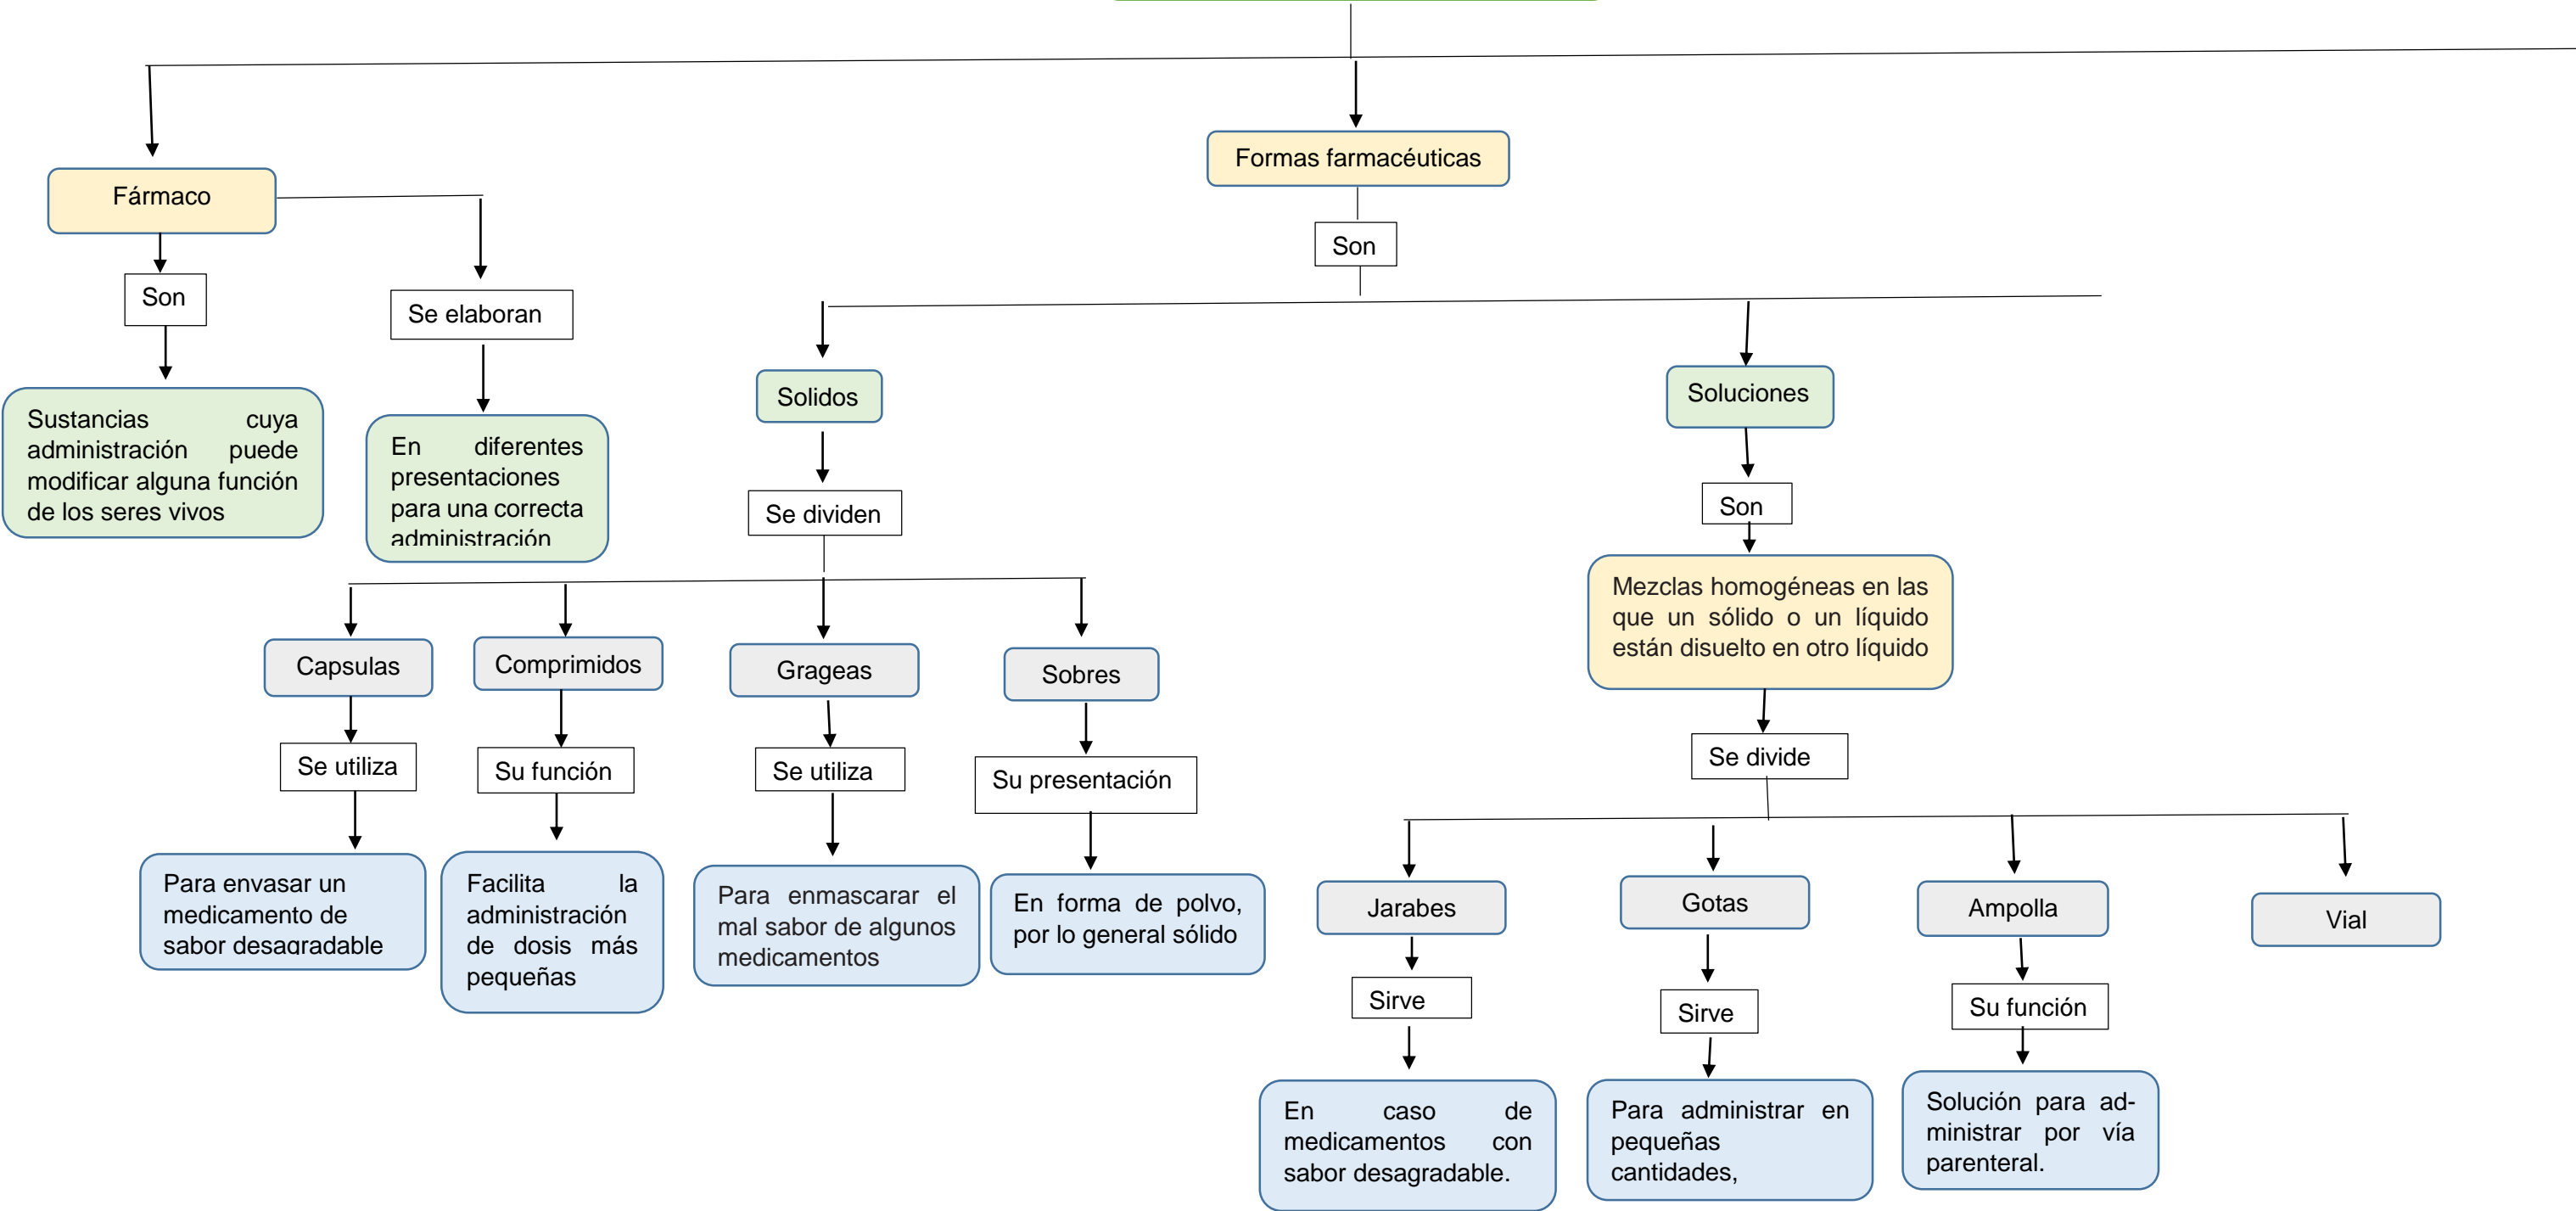 Formas farmacéuticas
Fármaco
Son
Son
Se elaboran
Solidos
Soluciones
Sustancias cuya
administración puede
modificar alguna función
de los seres vivos
En diferentes
presentaciones
para una correcta
administración
Se dividen
Son
Mezclas homogéneas en las
que un sólido o un líquido
están disuelto en otro líquido
Capsulas
Comprimidos
Grageas
Sobres
Se utiliza
Su función
Se utiliza
Su presentación
Se divide
Para envasar un
medicamento de
sabor desagradable
Facilita la
administración
de dosis más
pequeñas
Para enmascarar el
mal sabor de algunos
medicamentos
En forma de polvo,
por lo general sólido
Jarabes
Gotas
Ampolla
Vial
Sirve
Sirve
Su función
En caso de
medicamentos con
sabor desagradable.
Para administrar en
pequeñas
cantidades,
Solución para ad-
ministrar por vía
parenteral.